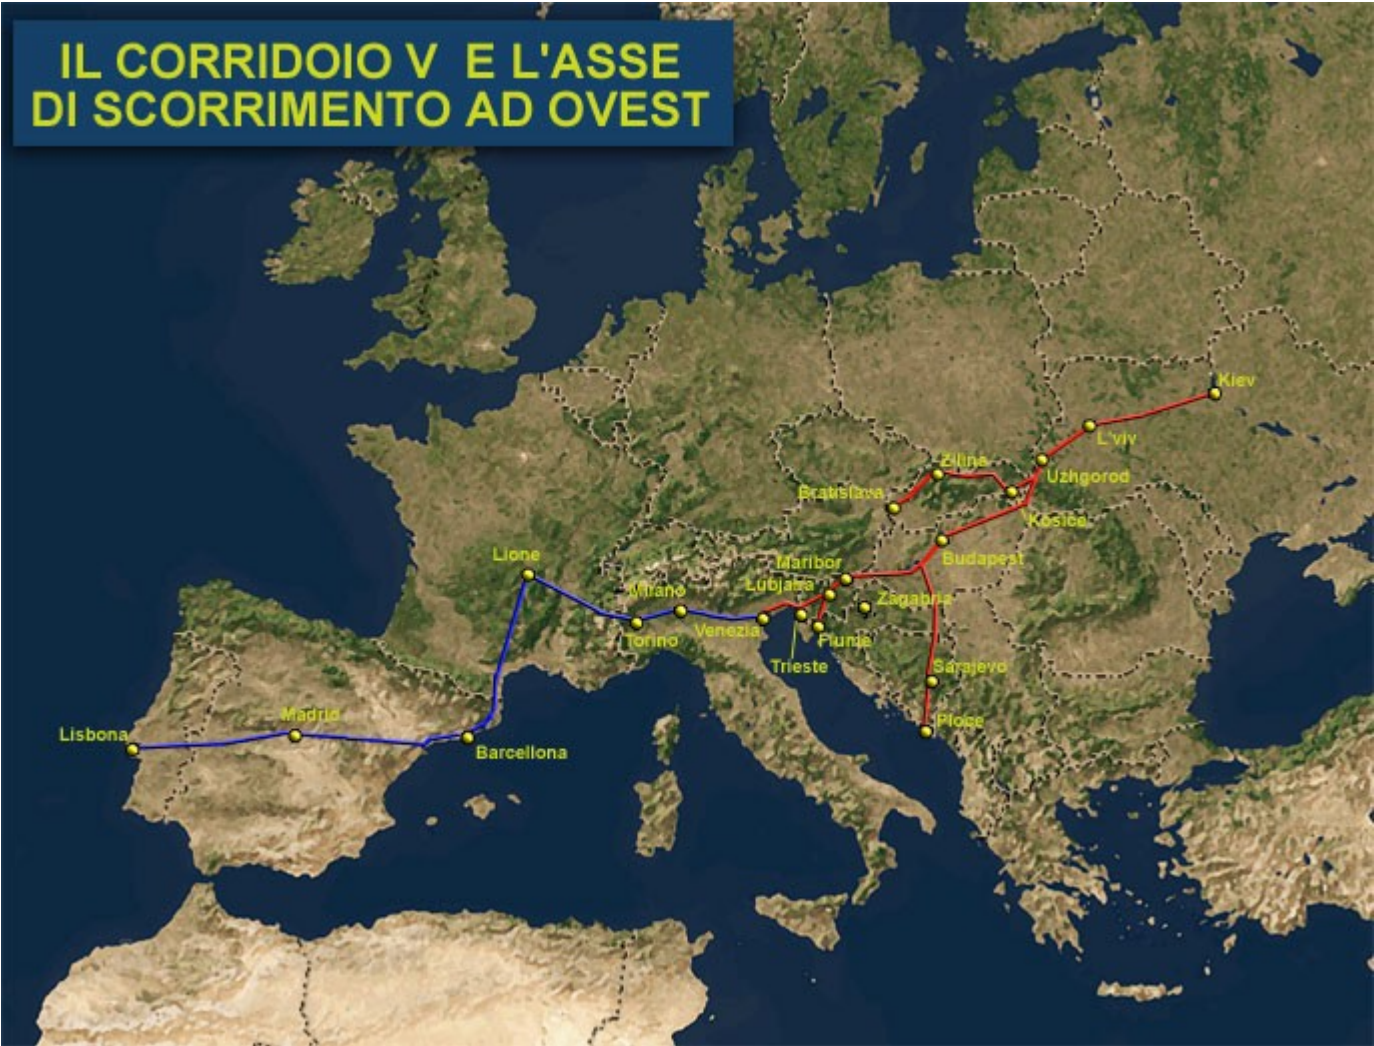 IL CORRIDOIO V E L'ASSE
DI SCORRIMENTO AD OVEST
Kiev
L'viv
Zilina
Uzhgorod
Bratislava
Kosice
Lione
Maribor
Budapest
Milano
Lubjana
Zagabria
Torino
Venezia
Fiume
Trieste
Sarajevo
Madrid
Ploce
Lisbona
Barcellona